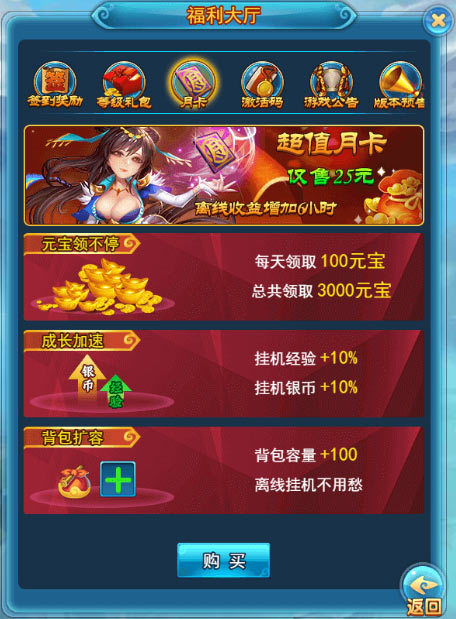 福利大厅
签到奖励
等级礼包
月卡
激活码
游戏公告
版本预告
超值月卡
仅售25元
离线收益增加6小时
元宝领不停
每天领取 100元宝
总共领取 3000元宝
成长加速
银币
经验
挂机经验 +10%
挂机银币 +10%
背包扩容
背包容量 +100
离线挂机不用愁
购买
返回